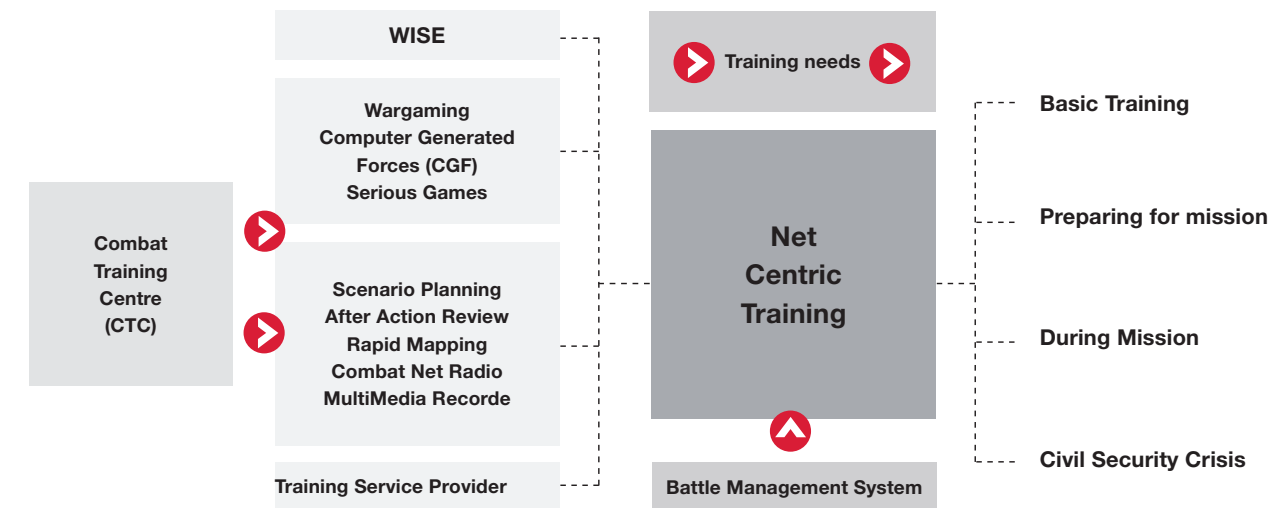 Combat
Training
Centre
(CTC)
WISE
Wargaming
Computer Generated
Forces (CGF)
Serious Games
Scenario Planning
After Action Review
Rapid Mapping
Combat Net Radio
MultiMedia Recorde
Training Service Provider
Training needs
Net
Centric
Training
Battle Management System
Basic Training
Preparing for mission
During Mission
Civil Security Crisis